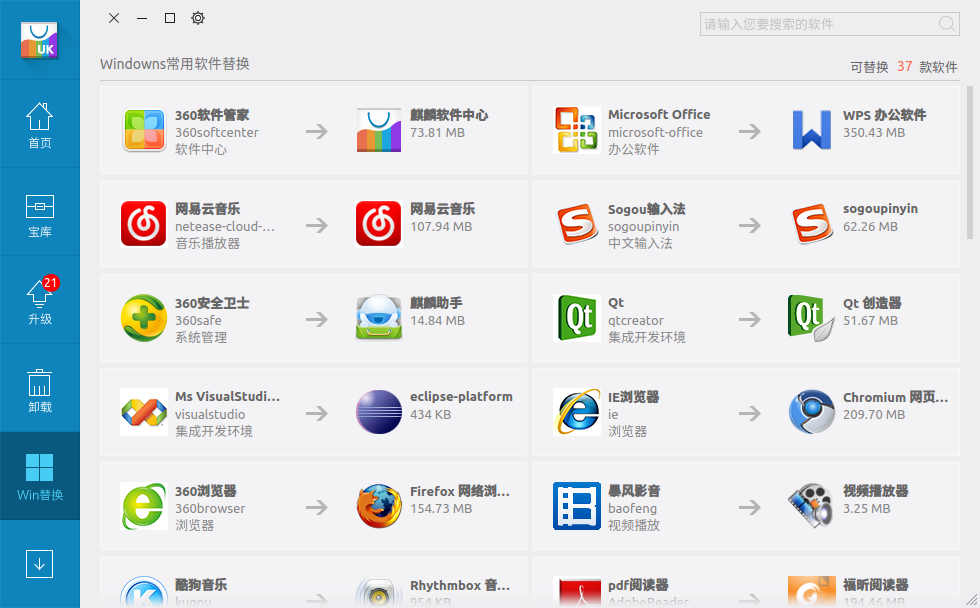 请输入您要搜索的软件
UK
Windowns常用软件替换
可替换 37 款软件
首页
宝库
21
升级
卸载
Win替换
360软件管家
360softcenter
软件中心
麒麟软件中心
73.81 MB
Microsoft Office
microsoft-office
办公软件
WPS 办公软件
350.43 MB
网易云音乐
netease-cloud-...
音乐播放器
网易云音乐
107.94 MB
Sogou输入法
sogoupinyin
中文输入法
sogoupinyin
62.26 MB
360安全卫士
360safe
系统管理
麒麟助手
14.84 MB
Qt
Qt
qtcreator
集成开发环境
Qt
Qt 创造器
51.67 MB
Ms VisualStudi...
visualstudio
集成开发环境
eclipse-platform
434 KB
IE浏览器
ie
浏览器
Chromium 网页...
209.70 MB
360浏览器
360browser
浏览器
Firefox 网络浏...
154.73 MB
暴风影音
baofeng
视频播放
视频播放器
3.25 MB
酷狗音乐
kugou
Rhythmbox 音...
954 KB
pdf阅读器
AdobeReader
福昕阅读器
194.46 MB